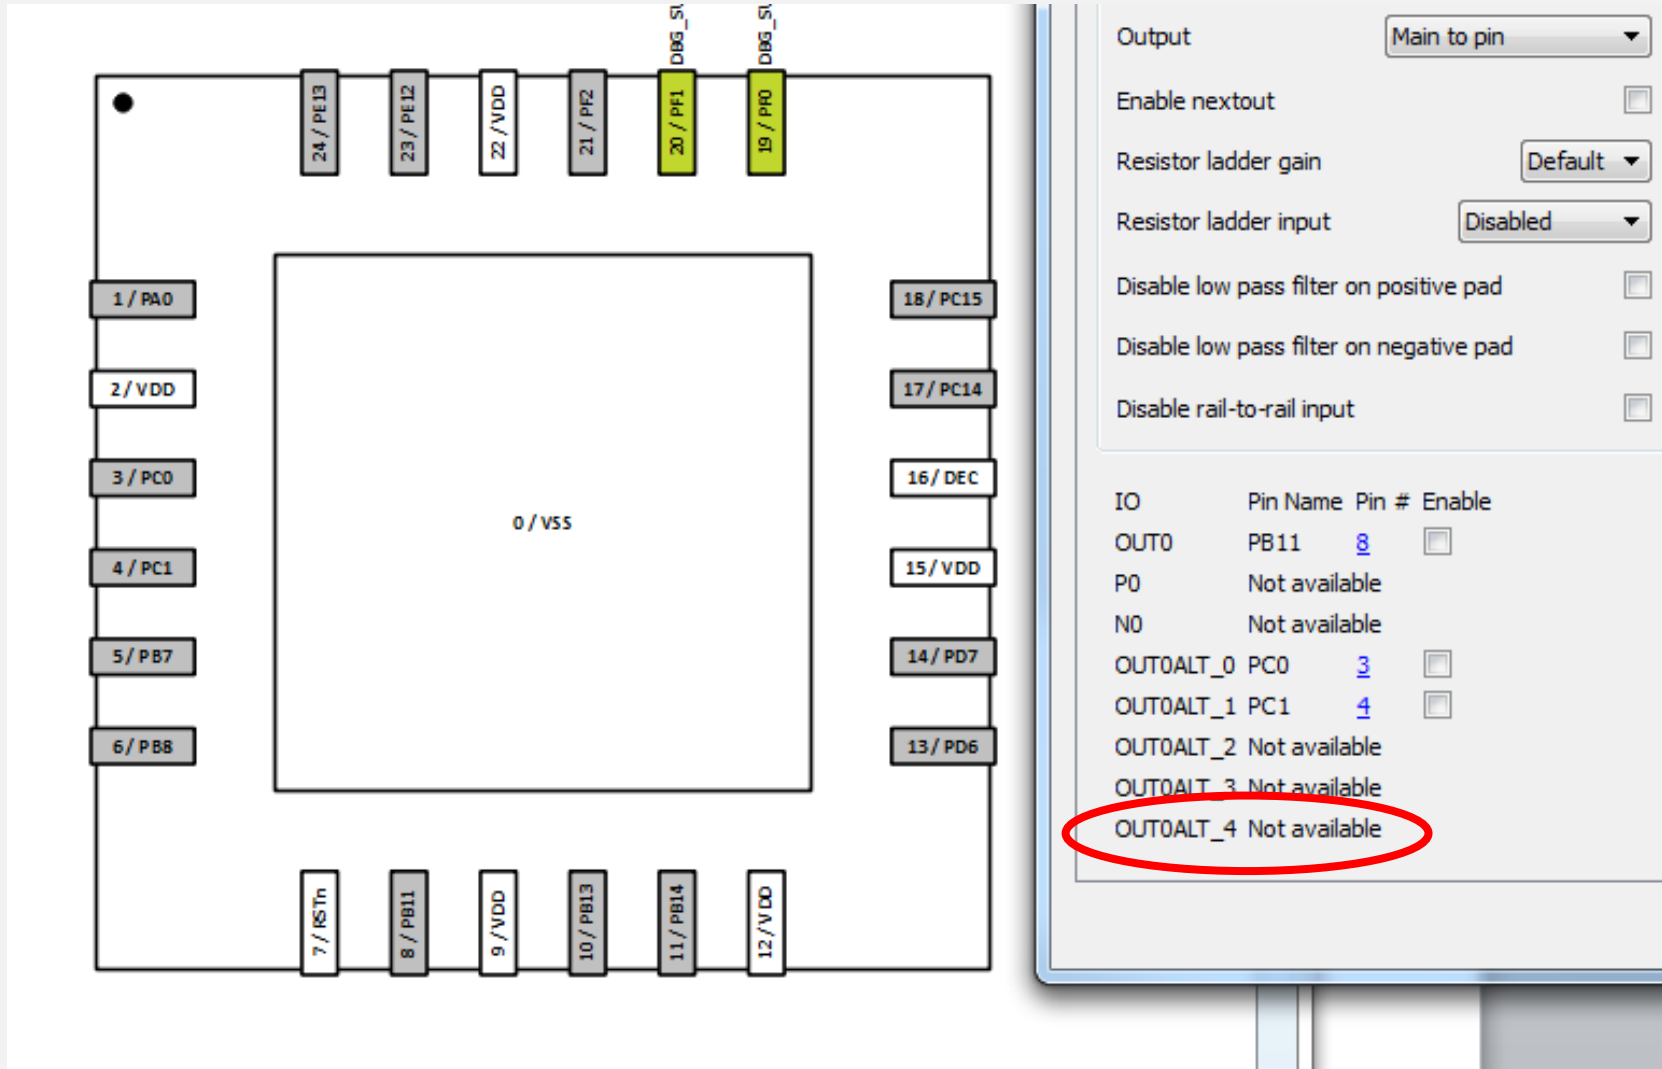 DBG_SI
DBG_SI
24 / PE13
23 / PE12
22 / VDD
21 / PF2
20 / PF1
19 / PF0
1 / PA0
2 / VDD
3 / PC0
4 / PC1
5 / PB7
6 / PB8
0 / VSS
18 / PC15
17 / PC14
16 / DEC
15 / VDD
14 / PD7
13 / PD6
7 / RSTn
8 / PB11
9 / VDD
10 / PB13
11 / PB14
12 / VDD
Output Main to pin
Enable nextout
Resistor ladder gain Default
Resistor ladder input Disabled
Disable low pass filter on positive pad
Disable low pass filter on negative pad
Disable rail-to-rail input
IO Pin Name Pin # Enable
OUT0 PB11 8
P0 Not available
N0 Not available
OUT0ALT_0 PC0 3
OUT0ALT_1 PC1 4
OUT0ALT_2 Not available
OUT0ALT_3 Not available
OUT0ALT_4 Not available